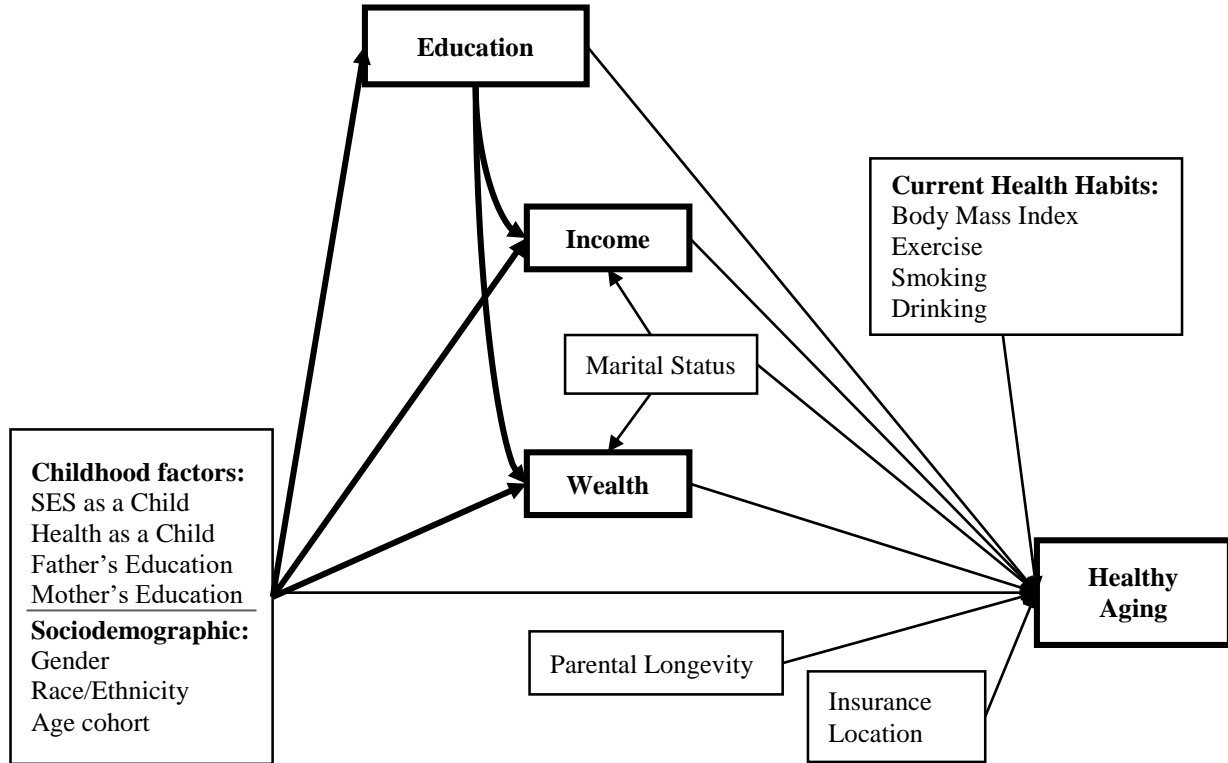 Education
Current Health Habits:
Body Mass Index
Exercise
Smoking
Drinking
Income
Marital Status
Wealth
Childhood factors:
SES as a Child
Health as a Child
Father’s Education
Mother’s Education
Sociodemographic:
Gender
Race/Ethnicity
Age cohort
Healthy
Aging
Parental Longevity
Insurance
Location